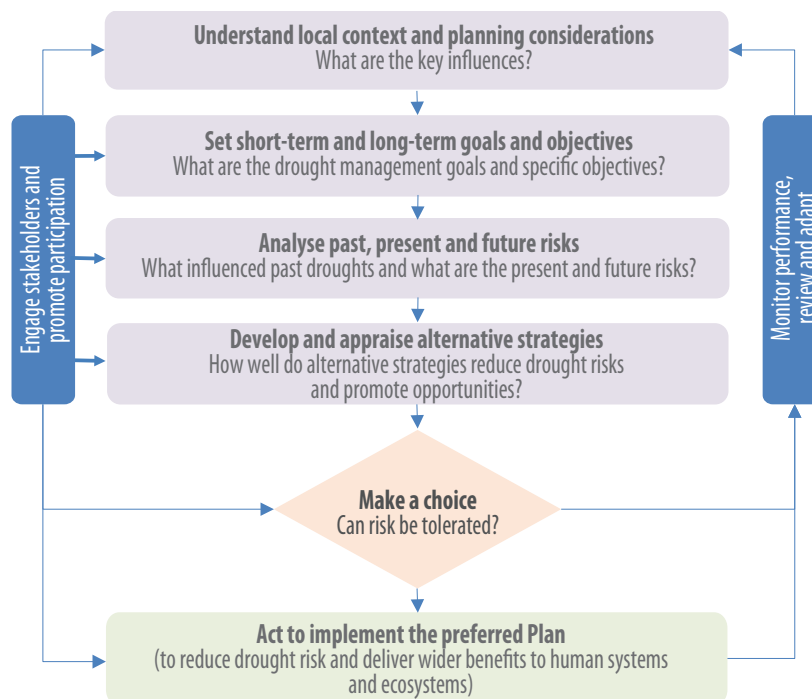 Understand local context and planning considerations
What are the key influences?
Engage stakeholders and
promote participation
Set short-term and long-term goals and objectives
What are the drought management goals and specific objectives?
Analyse past, present and future risks
What influenced past droughts and what are the present and future risks?
Develop and appraise alternative strategies
How well do alternative strategies reduce drought risks
and promote opportunities?
Monitor performance,
review and adapt
Make a choice
Can risk be tolerated?
Act to implement the preferred Plan
(to reduce drought risk and deliver wider benefits to human systems
and ecosystems)